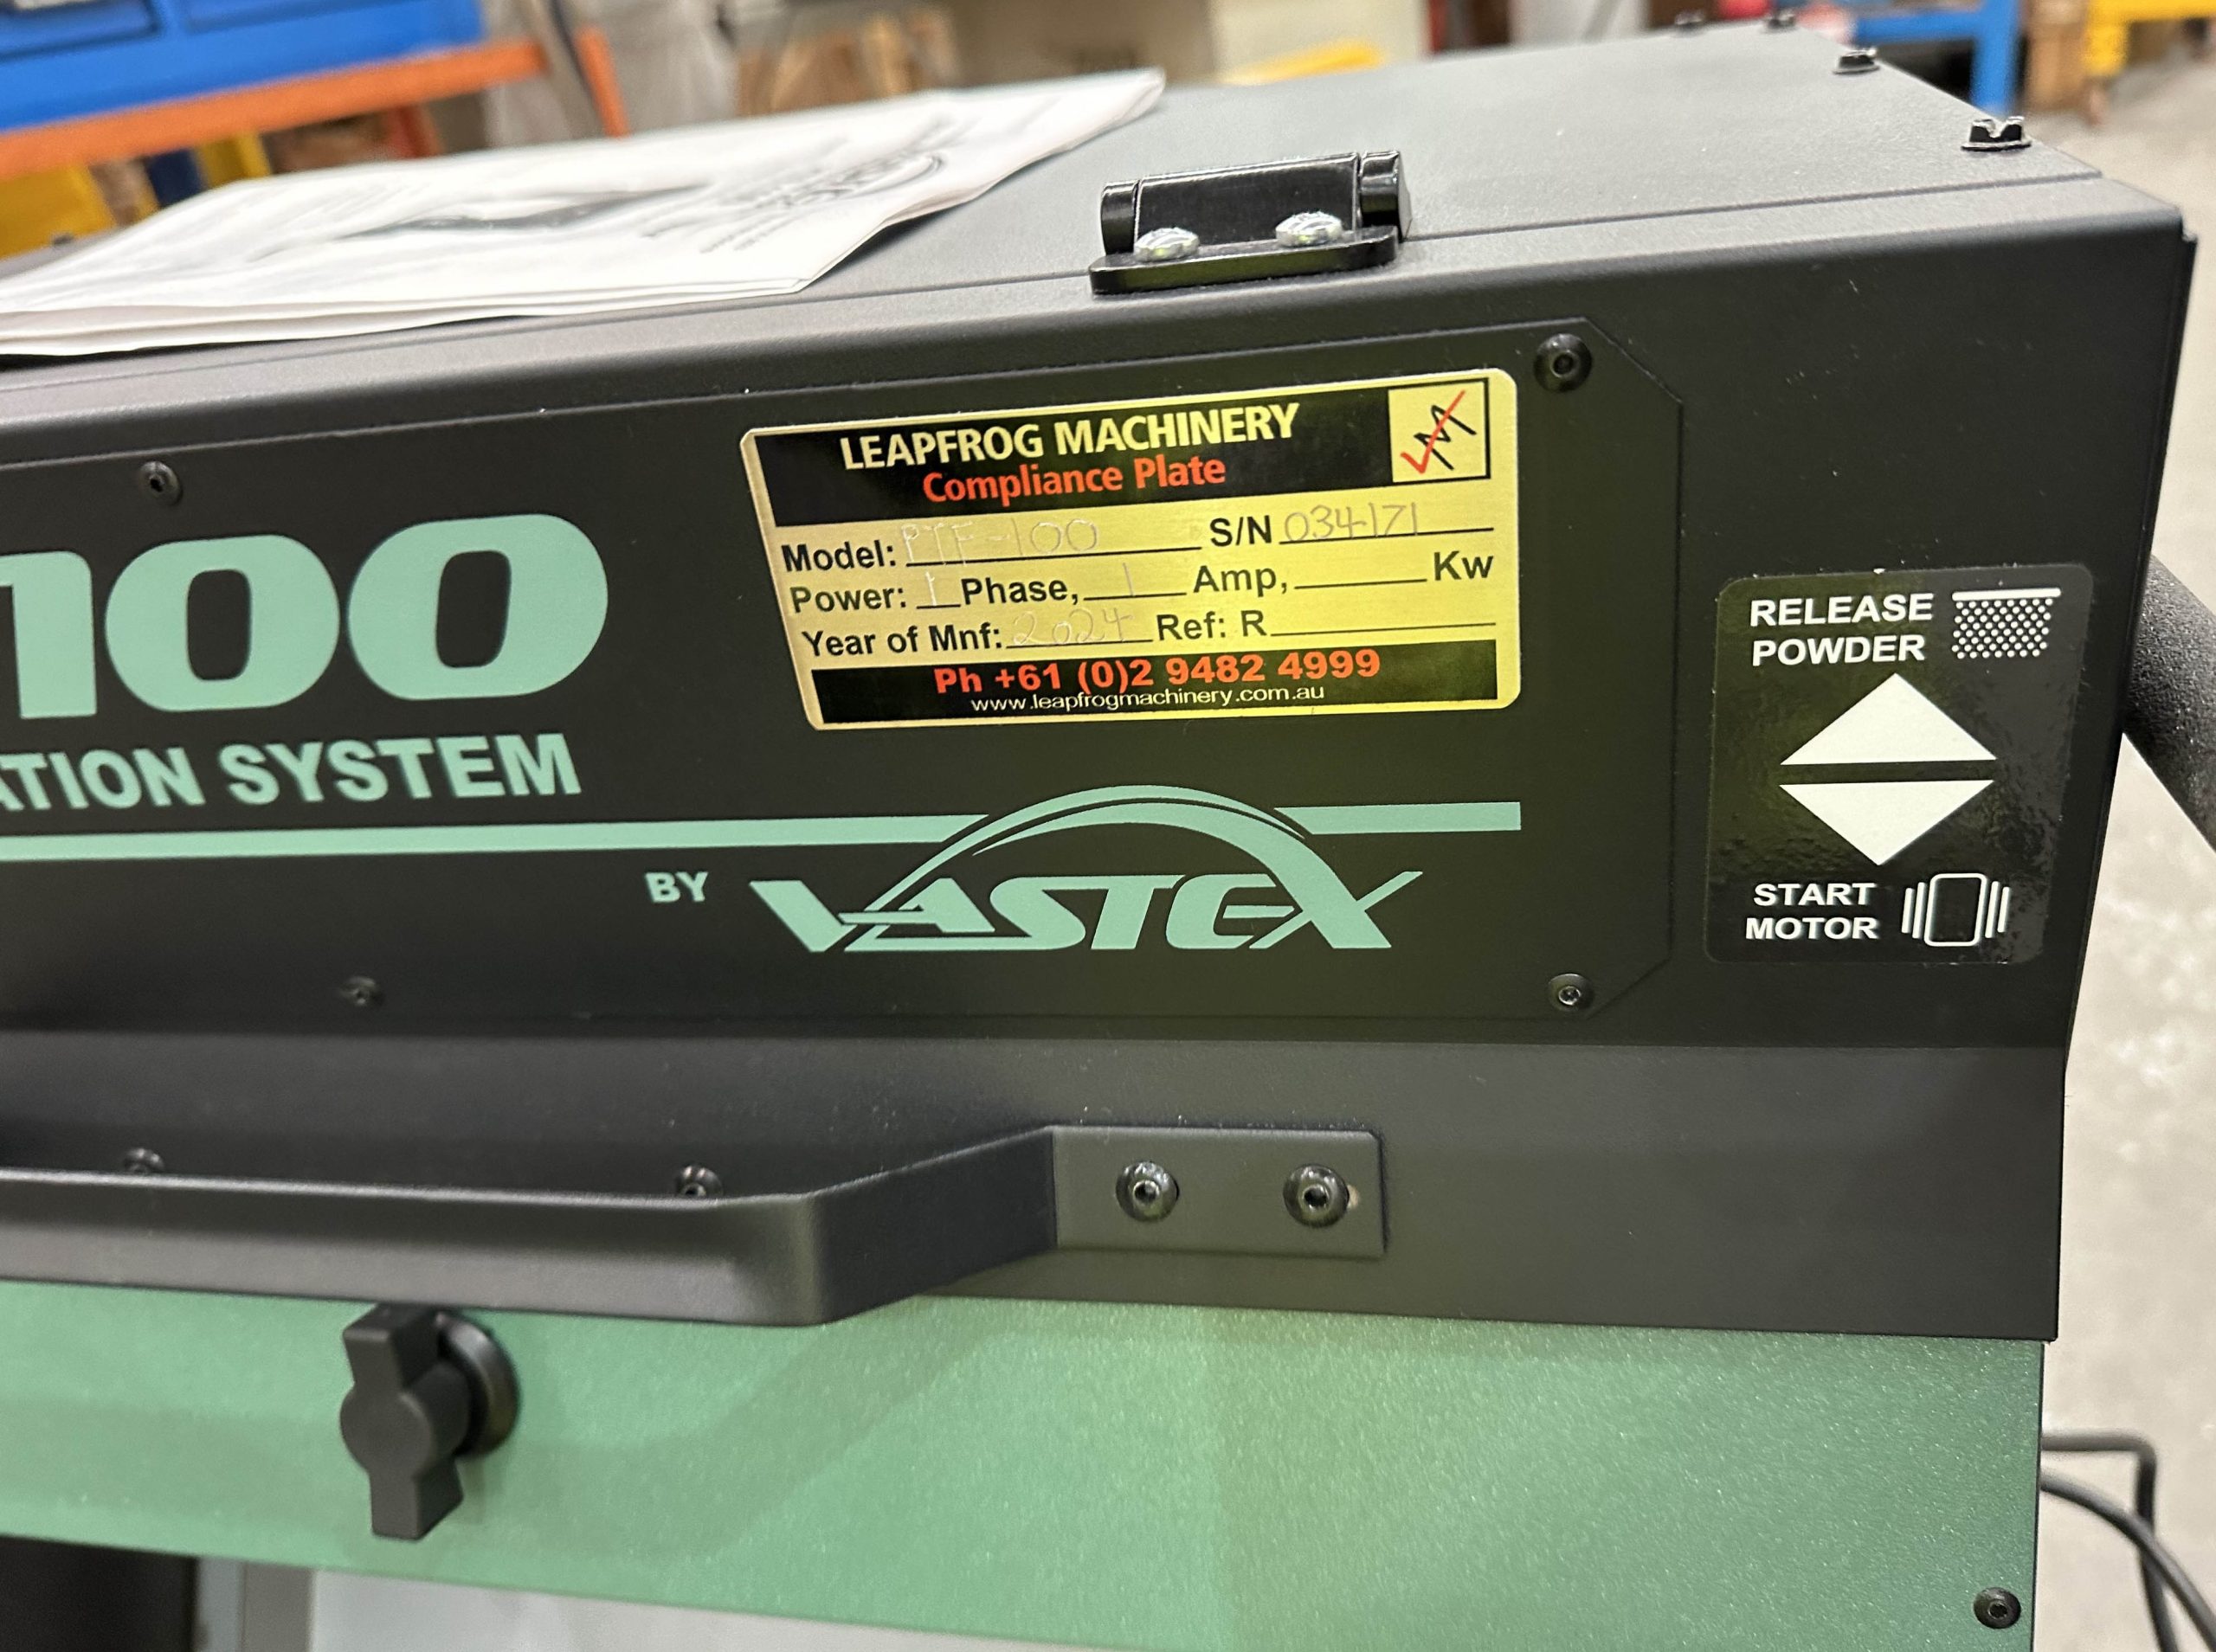 LEAPFROG MACHINERY
Compliance Plate
Model: PTF-100 S/N 034171
Power: 1 Phase, 1 Amp, Kw
Year of Mnf: 2024 Ref: R
Ph +61 (0)2 9482 4999
www.leapfrogmachinery.com.au
100
ATION SYSTEM
BY VASTEX
RELEASE
POWDER
START
MOTOR